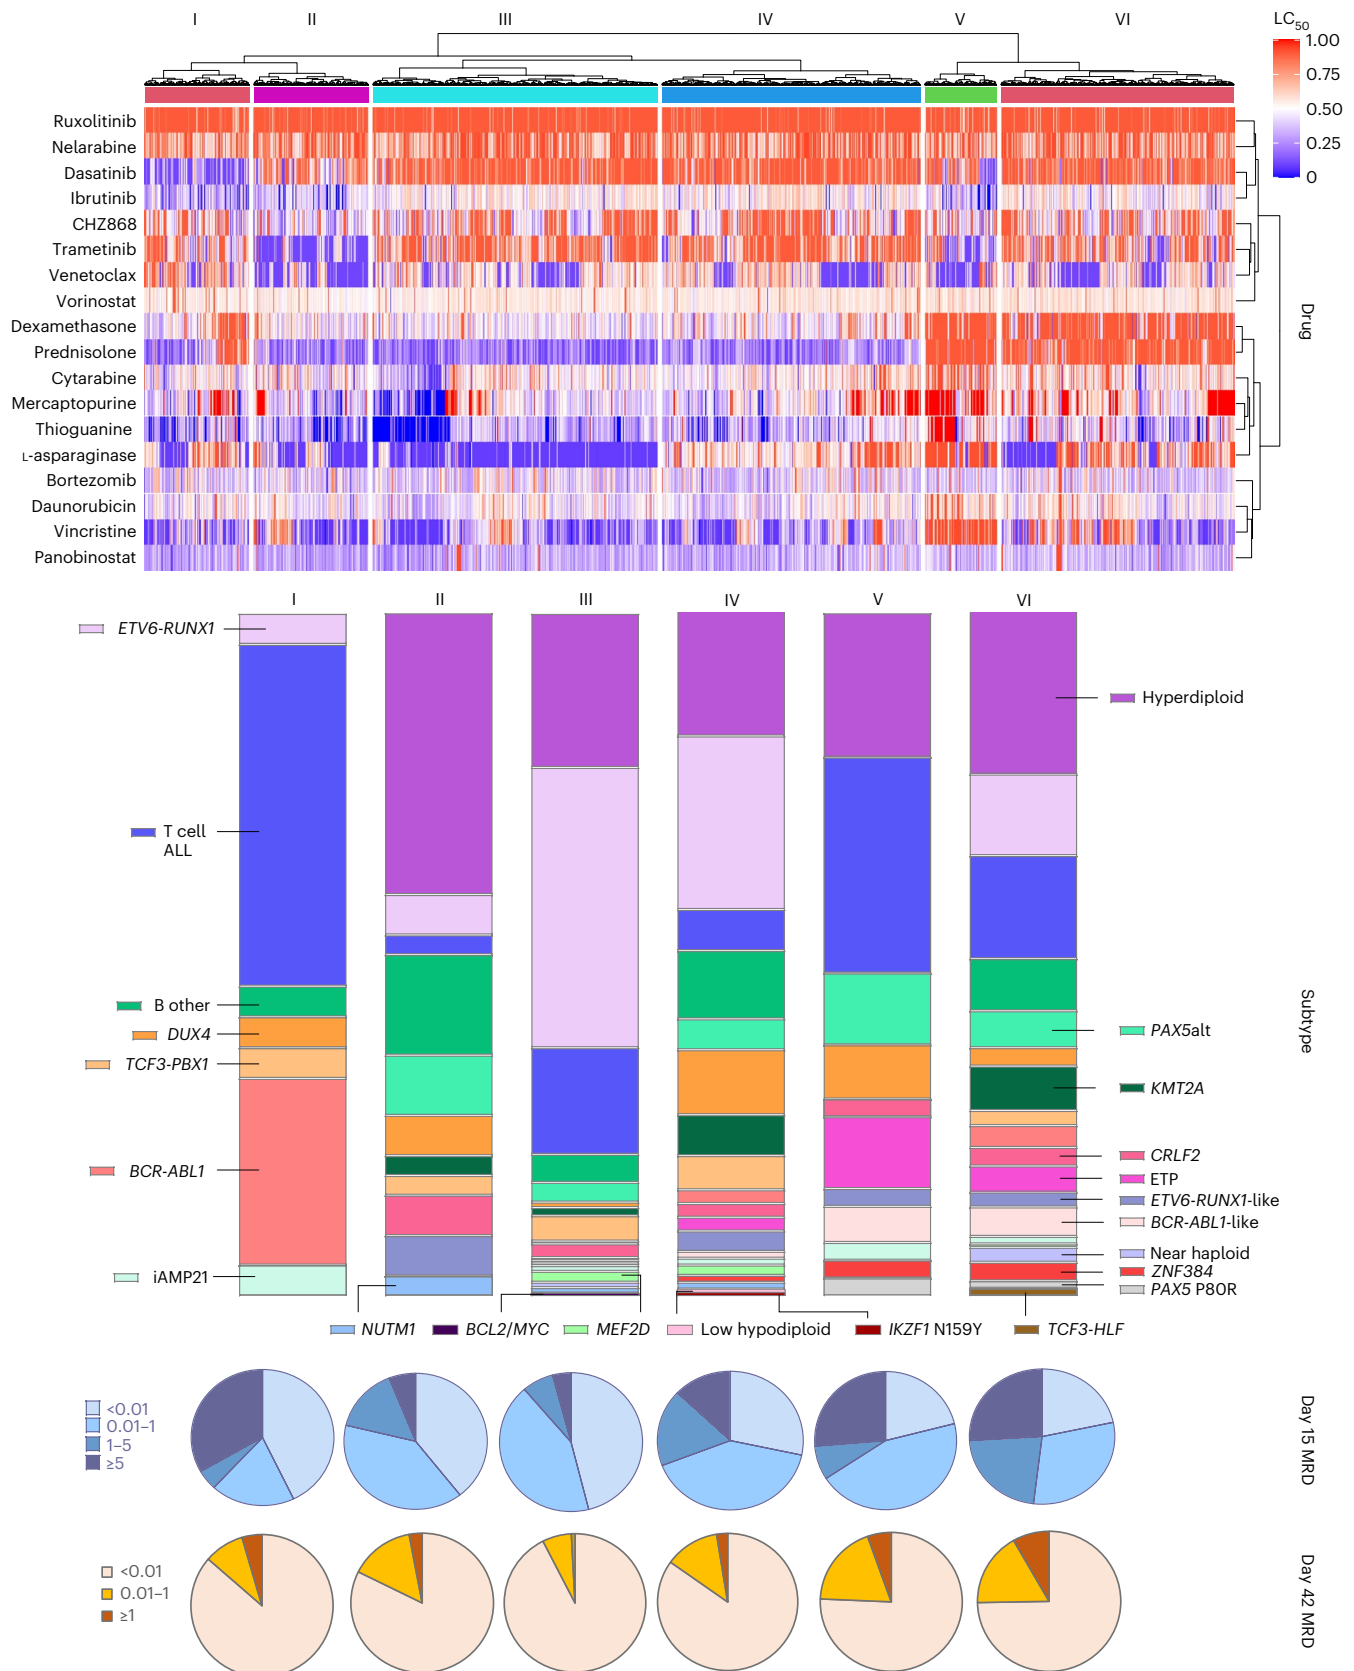 I II III IV V VI
LC50
1.00
0.75
0.50
0.25
0
Ruxolitinib
Nelarabine
Dasatinib
Ibrutinib
CHZ868
Trametinib
Venetoclax
Vorinostat
Dexamethasone
Prednisolone
Cytarabine
Mercaptopurine
Thioguanine
L-asparaginase
Bortezomib
Daunorubicin
Vincristine
Panobinostat
Drug
I II III IV V VI
ETV6-RUNX1
T cell
ALL
B other
DUX4
TCF3-PBX1
BCR-ABL1
iAMP21
Hyperdiploid
PAX5alt
KMT2A
CRLF2
ETP
ETV6-RUNX1-like
BCR-ABL1-like
Near haploid
ZNF384
PAX5 P80R
Subtype
NUTM1 BCL2/MYC MEF2D Low hypodiploid IKZF1 N159Y TCF3-HLF
<0.01
0.01–1
1–5
≥5
Day 15 MRD
<0.01
0.01–1
≥1
Day 42 MRD